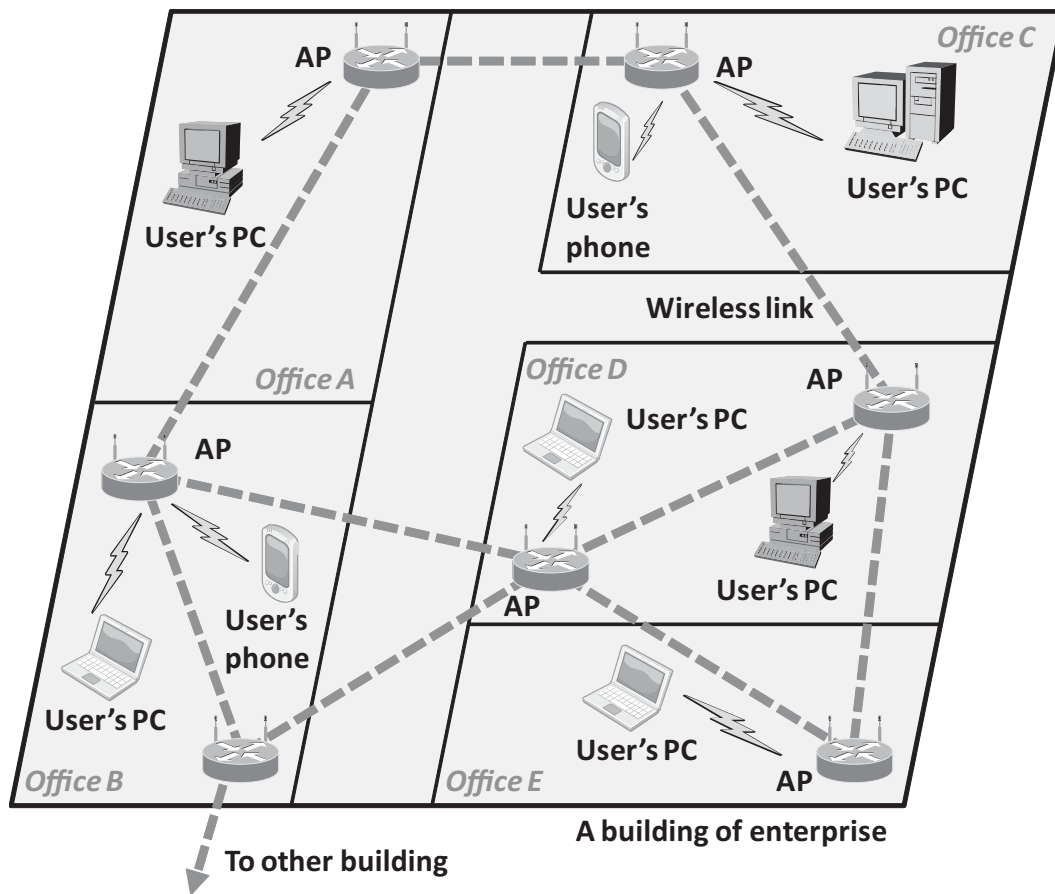 AP
AP
Office C
User's PC
User's
phone
User's PC
Wireless link
Office A
Office D
AP
User's PC
AP
User's PC
AP
User's
phone
User's PC
User's PC
AP
Office B
Office E
A building of enterprise
To other building